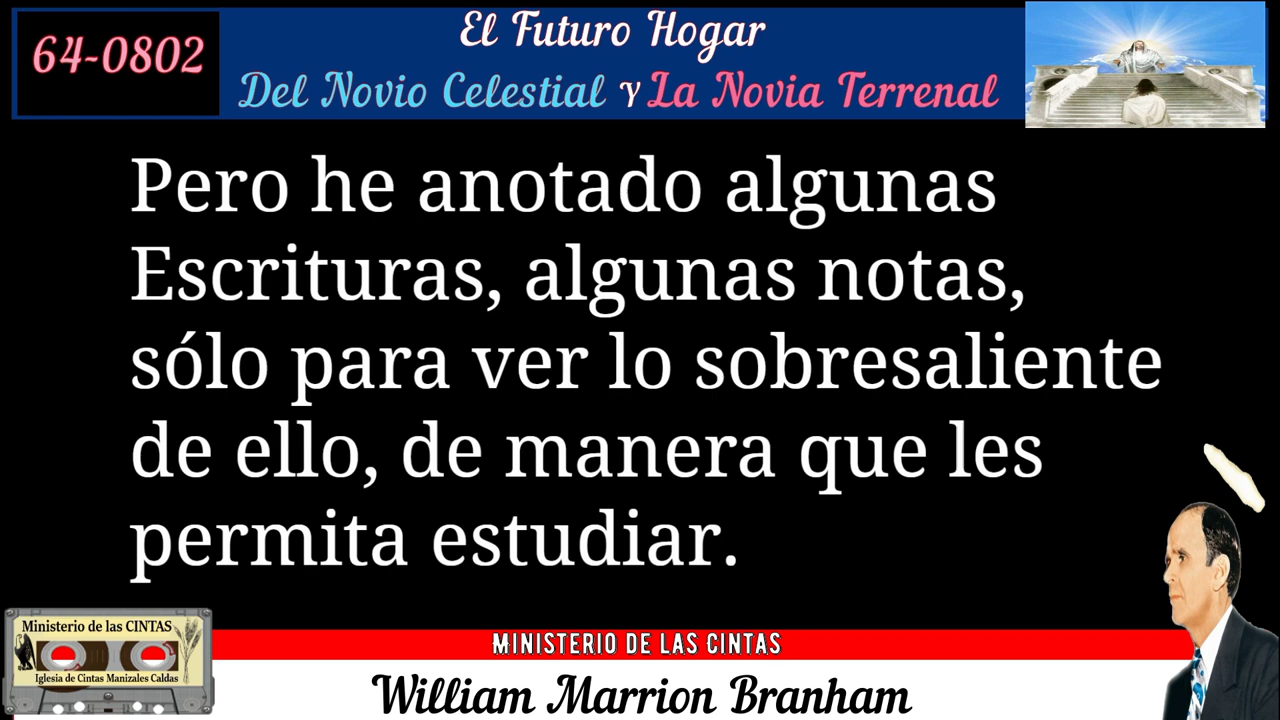 64-0802
El Futuro Hogar
Del Novio Celestial Y La Novia Terrenal
Pero he anotado algunas
Escrituras, algunas notas,
sólo para ver lo sobresaliente
de ello, de manera que les
permita estudiar.
Ministerio de las CINTAS
Iglesia de Cintas Manizales Caldas
MINISTERIO DE LAS CINTAS
William Marrion Branham